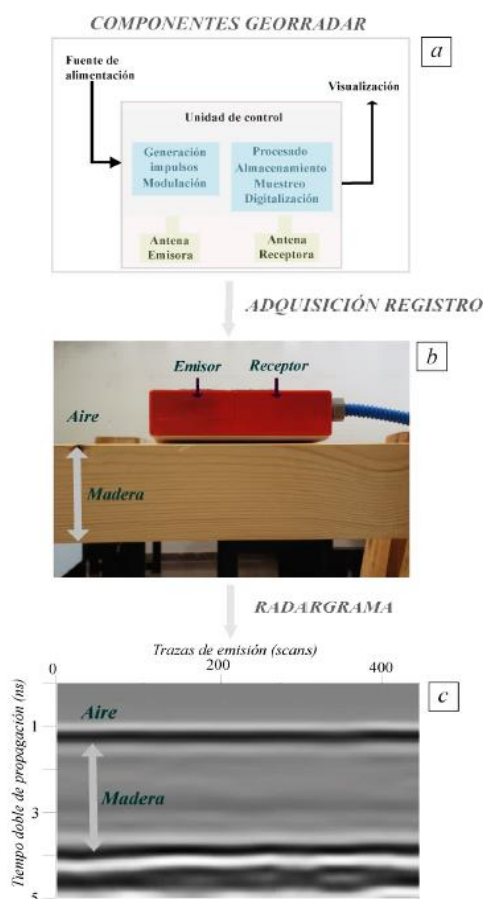 COMPONENTES GEORRADAR
a
Fuente de
alimentación
Visualización
Unidad de control
Generación
impulsos
Modulación
Procesado
Almacenamiento
Muestreo
Digitalización
Antena
Emisora
Antena
Receptora
ADQUISICIÓN REGISTRO
b
Emisor
Receptor
Aire
Madera
RADARGRAMA
Trazas de emisión (scans)
0
200
400
c
Tiempo doble de propagación (ns)
1
3
5
Aire
Madera